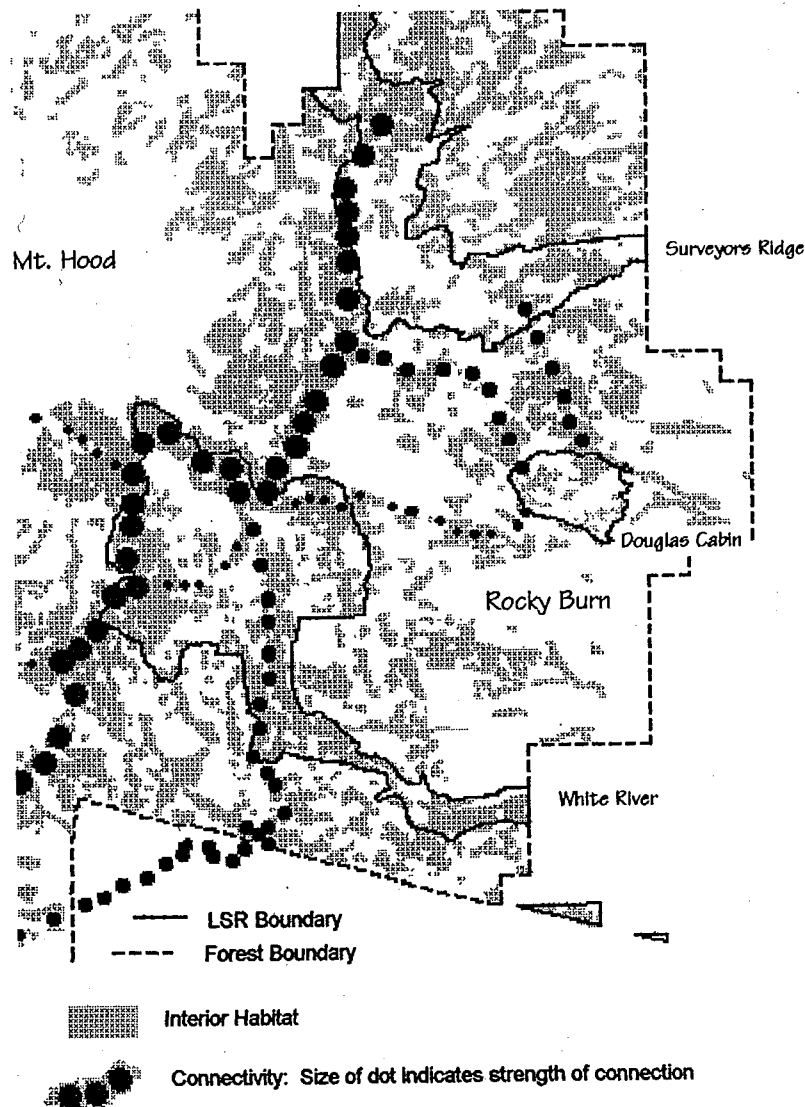 Mt. Hood
Surveyors Ridge
Douglas Cabin
Rocky Burn
White River
LSR Boundary
Forest Boundary
Interior Habitat
Connectivity: Size of dot indicates strength of connection